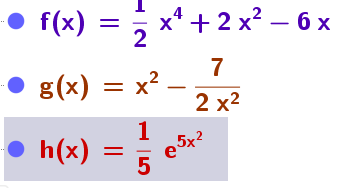 f(x) = 1/2 x⁴ + 2 x² − 6 x
g(x) = x² − 7/(2 x²)
h(x) = 1/5 e^(5x²)